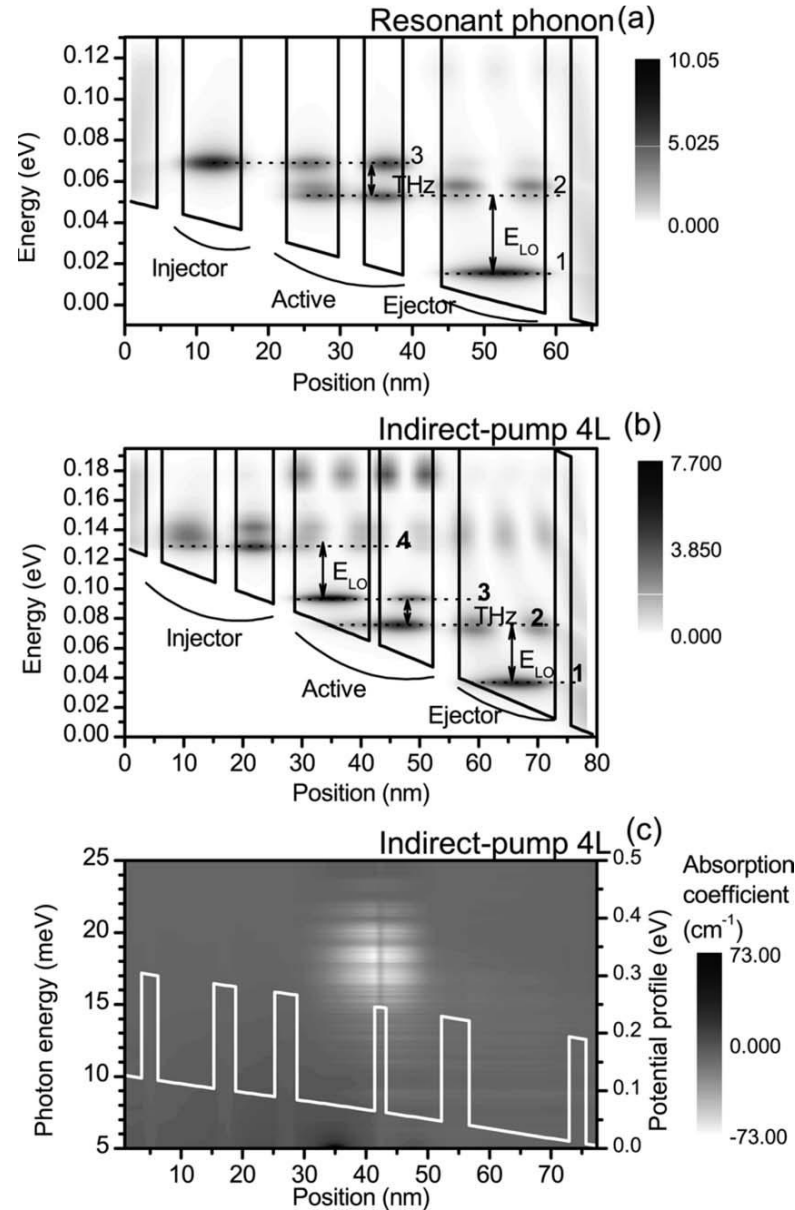 Resonant phonon (a)
0.12
0.10
0.08
0.06
0.04
0.02
0.00
Energy (eV)
3
THz
2
E_LO
1
Injector
Active
Ejector
0 10 20 30 40 50 60
Position (nm)
10.05
5.025
0.000
Indirect-pump 4L (b)
0.18
0.16
0.14
0.12
0.10
0.08
0.06
0.04
0.02
0.00
Energy (eV)
4
E_LO
3
THz 2
E_LO
1
Injector
Active
Ejector
0 10 20 30 40 50 60 70 80
Position (nm)
7.700
3.850
0.000
Indirect-pump 4L (c)
25
20
15
10
5
Photon energy (meV)
0.5
0.4
0.3
0.2
0.1
0.0
Potential profile (eV)
10 20 30 40 50 60 70
Position (nm)
Absorption
coefficient
(cm⁻¹)
73.00
0.000
-73.00